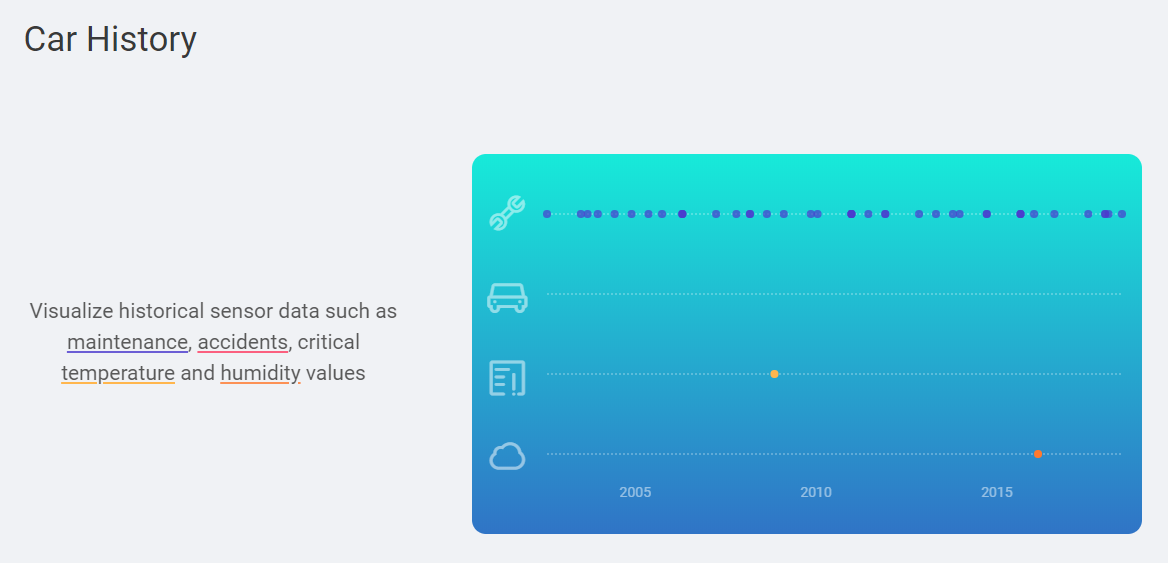 Car History
Visualize historical sensor data such as
maintenance, accidents, critical
temperature and humidity values
2005 2010 2015